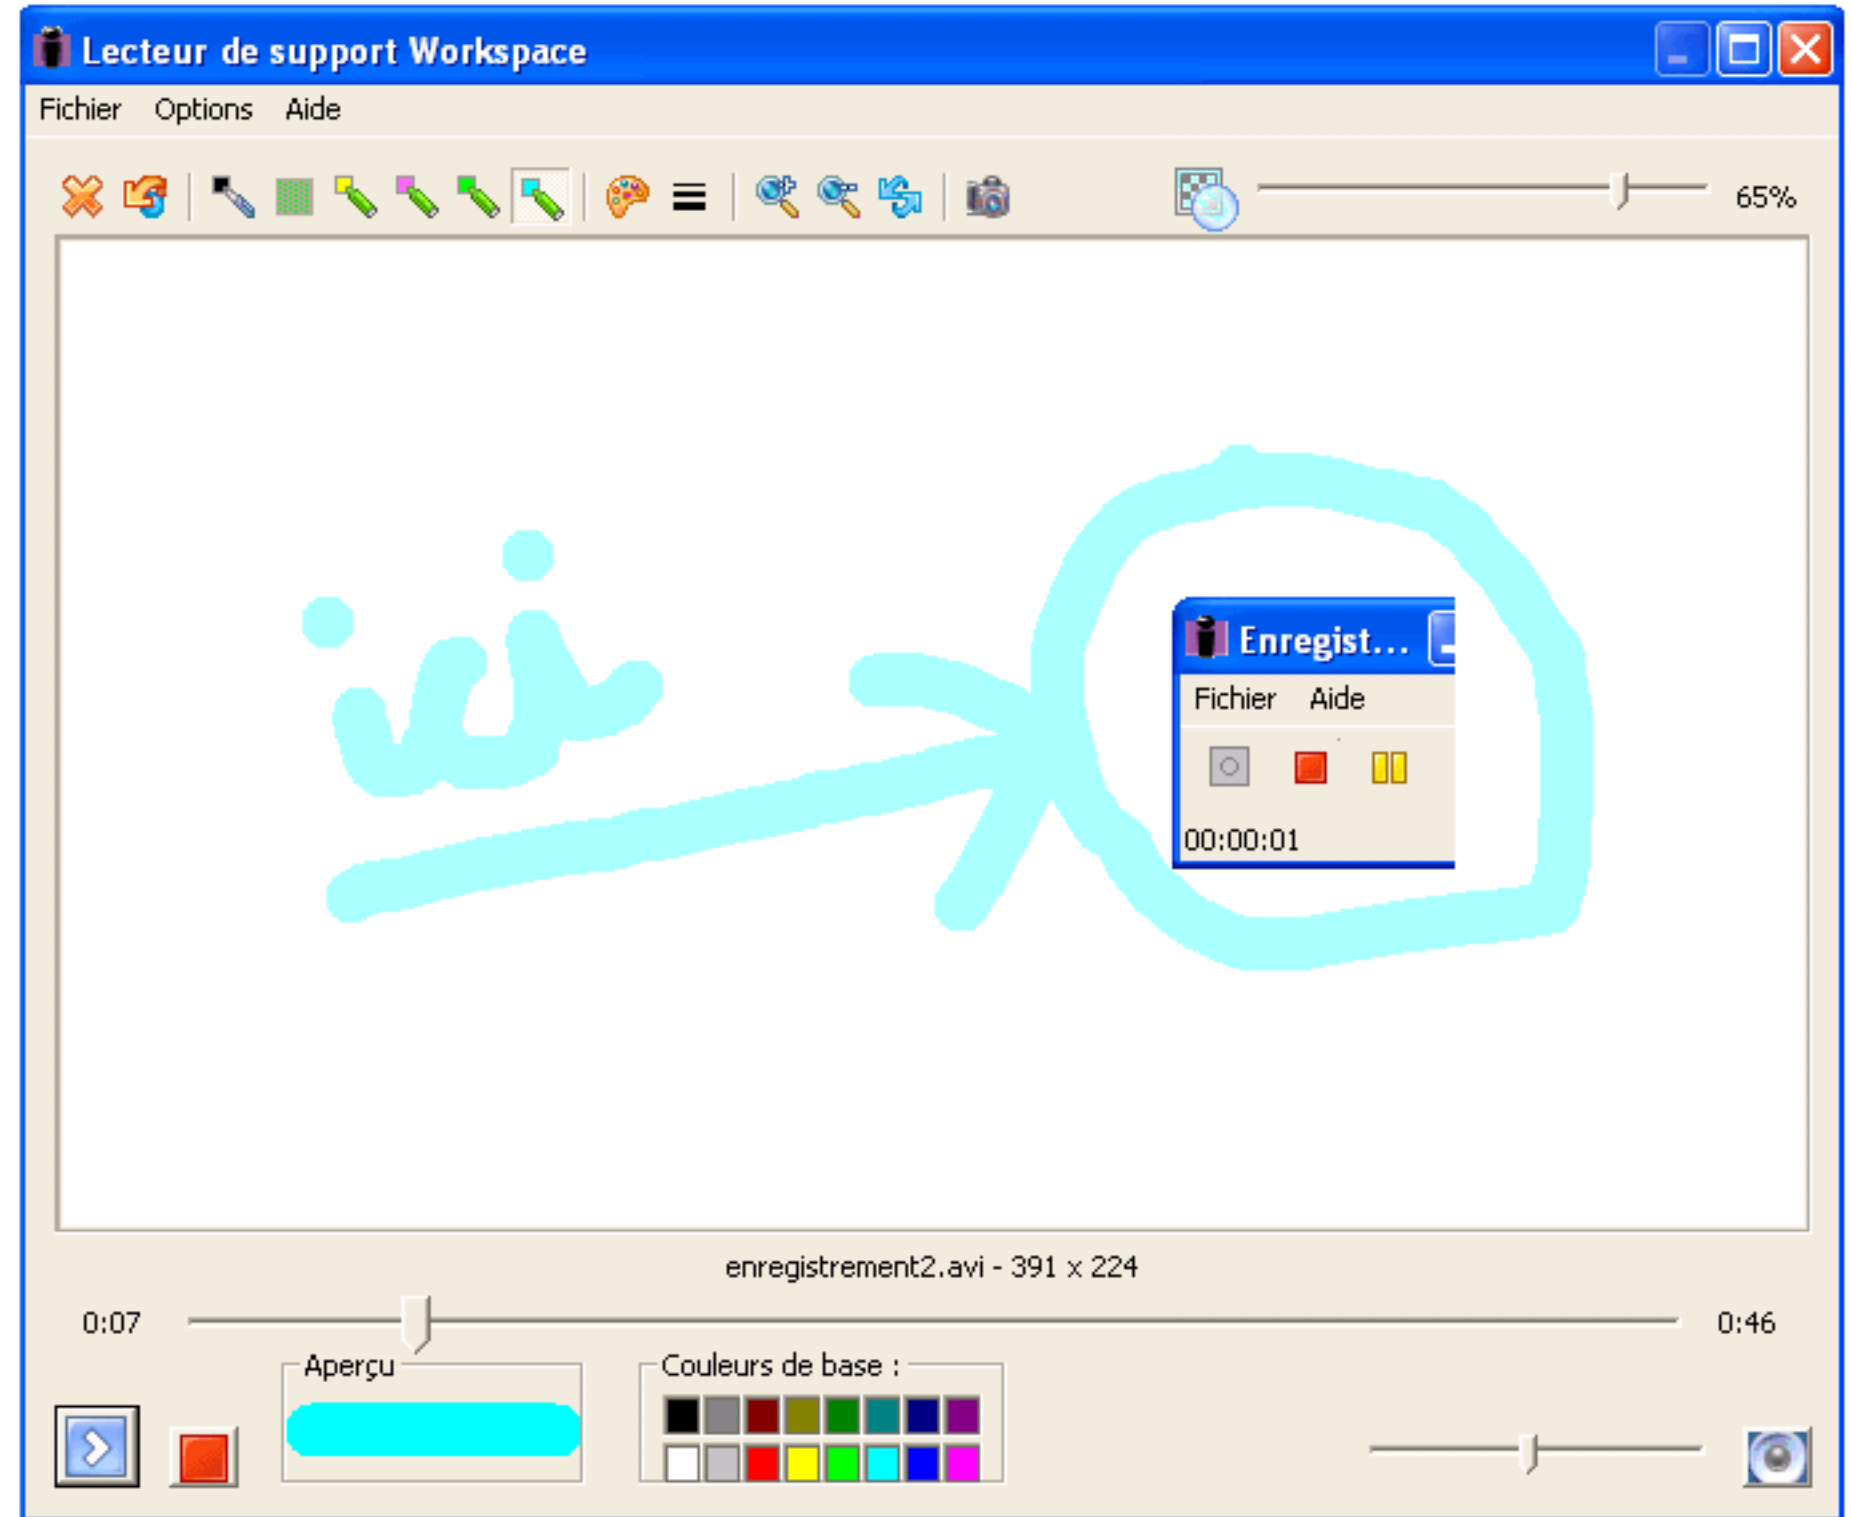 Lecteur de support Workspace
Fichier Options Aide
65%
ici
Enregist...
Fichier Aide
00:00:01
enregistrement2.avi - 391 x 224
0:07 0:46
Aperçu Couleurs de base :